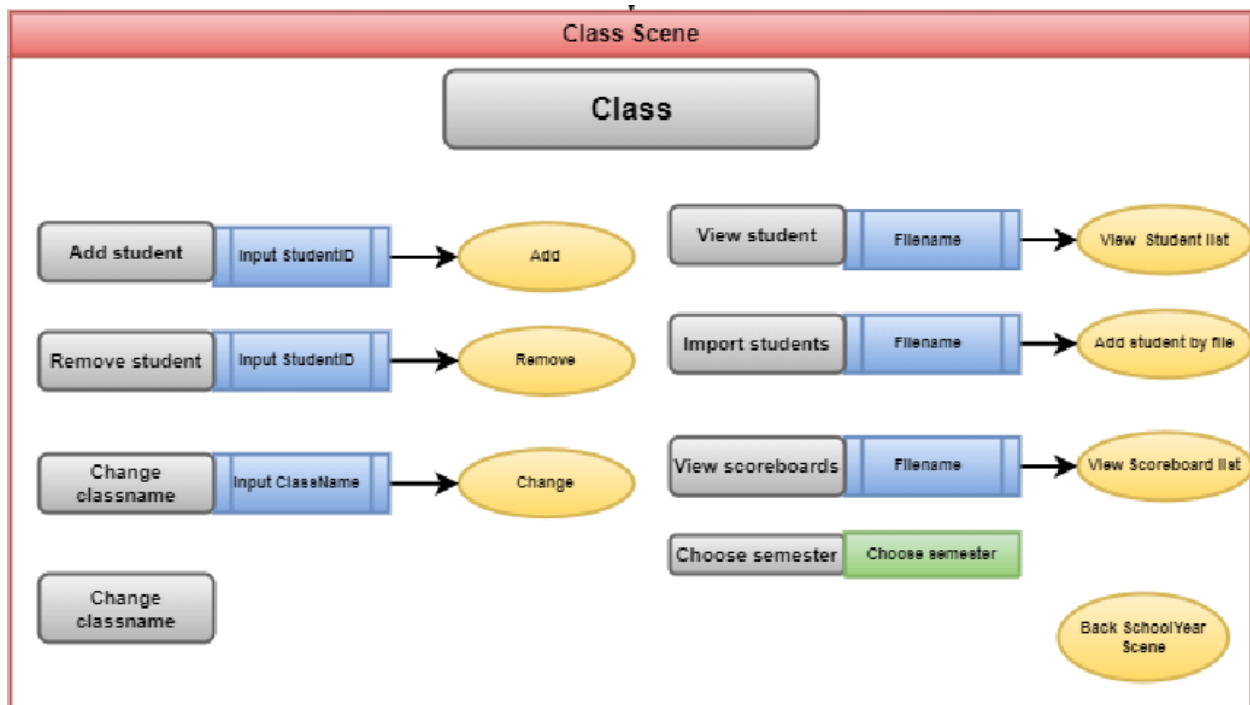 Class Scene
Class
Add student
Input StudentID
Add
View student
Filename
View Student list
Remove student
Input StudentID
Remove
Import students
Filename
Add student by file
Change
classname
Input ClassName
Change
View scoreboards
Filename
View Scoreboard list
Choose semester
Choose semester
Change
classname
Back SchoolYear
Scene